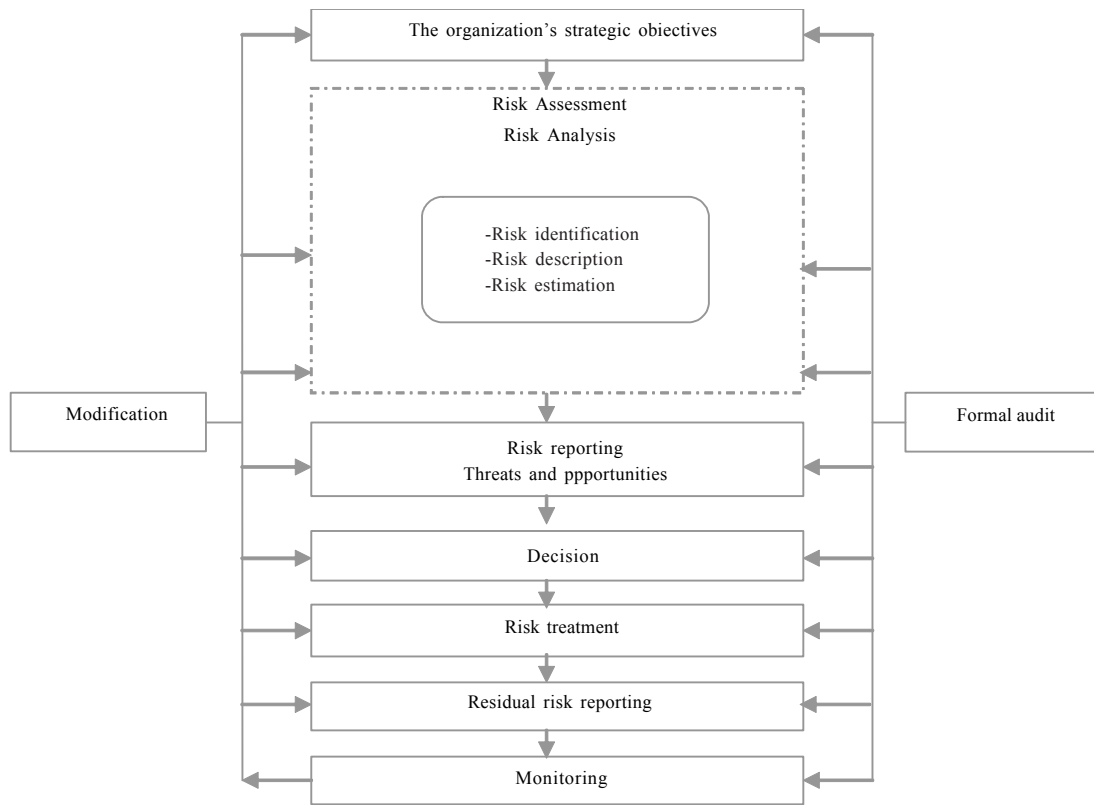 The organization's strategic objectives
Risk Assessment
Risk Analysis
-Risk identification
-Risk description
-Risk estimation
Modification
Formal audit
Risk reporting
Threats and ppportunities
Decision
Risk treatment
Residual risk reporting
Monitoring